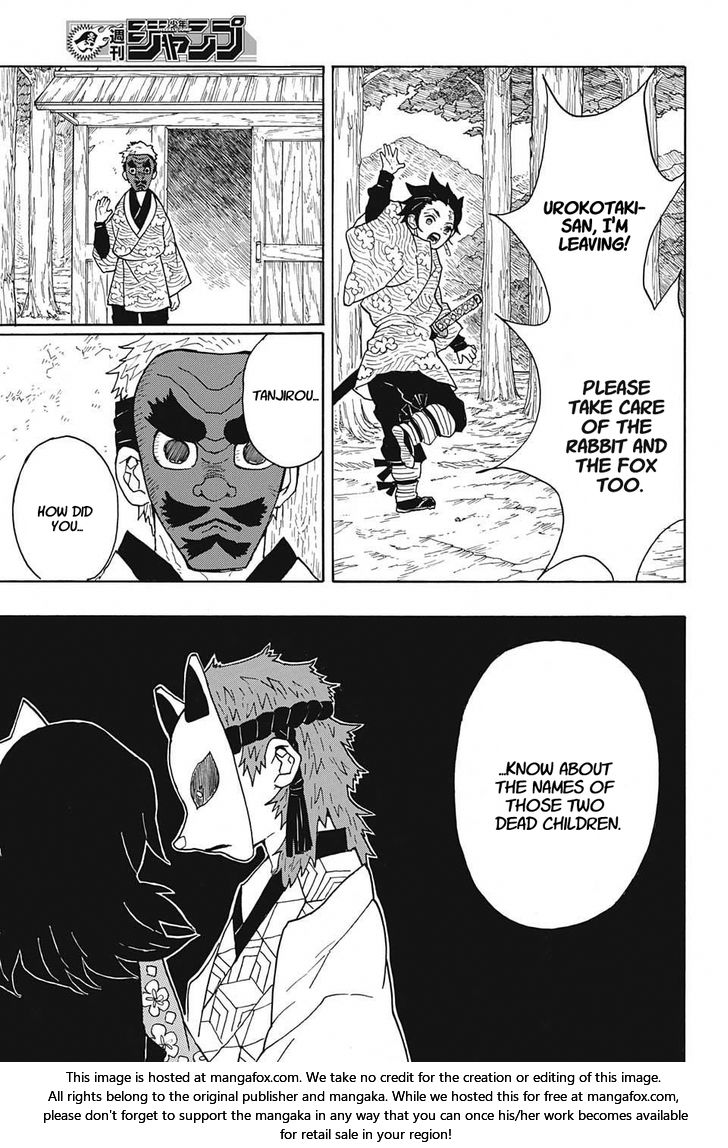 週刊少年ジャンプ
UROKOTAKI-
SAN, I'M
LEAVING!
PLEASE
TAKE CARE
OF THE
RABBIT AND
THE FOX
TOO.
TANJIROU...
HOW DID
YOU...
...KNOW ABOUT
THE NAMES OF
THOSE TWO
DEAD CHILDREN.
This image is hosted at mangafox.com. We take no credit for the creation or editing of this image.
All rights belong to the original publisher and mangaka. While we hosted this for free at mangafox.com,
please don't forget to support the mangaka in any way that you can once his/her work becomes available
for retail sale in your region!